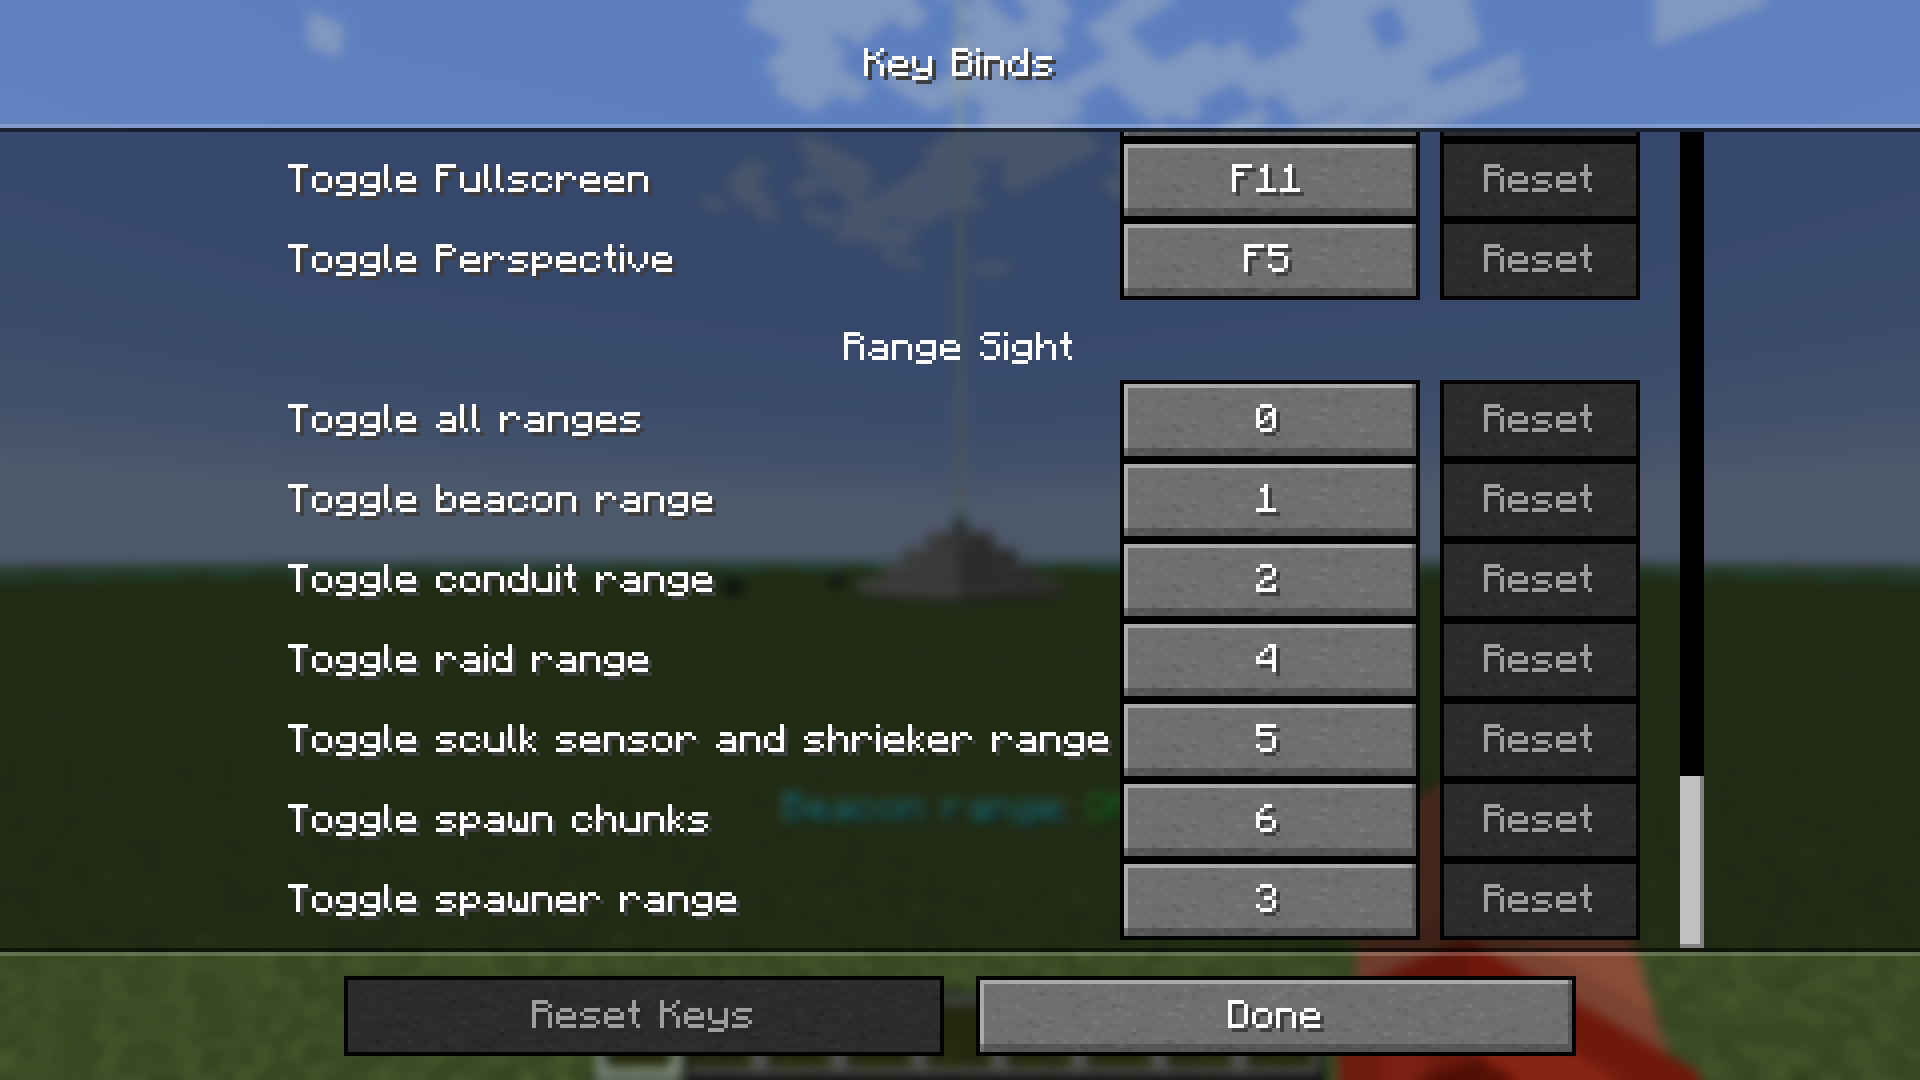 Key Binds
Toggle Fullscreen F11 Reset
Toggle Perspective F5 Reset
Range Sight
Toggle all ranges 0 Reset
Toggle beacon range 1 Reset
Toggle conduit range 2 Reset
Toggle raid range 4 Reset
Toggle sculk sensor and shrieker range 5 Reset
Beacon range:
Toggle spawn chunks 6 Reset
Toggle spawner range 3 Reset
Reset Keys Done